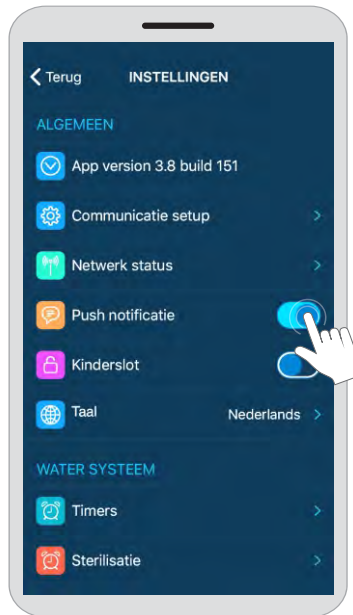 Terug INSTELLINGEN
ALGEMEEN
App version 3.8 build 151
Communicatie setup
Netwerk status
Push notificatie
Kinderslot
Taal Nederlands
WATER SYSTEEM
Timers
Sterilisatie